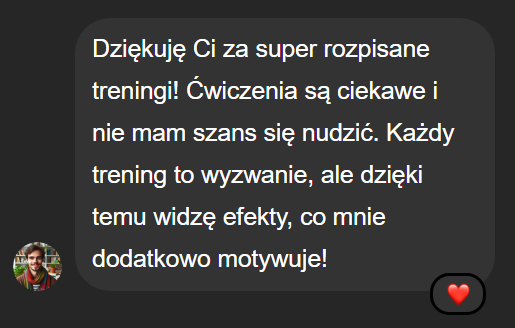 Dziękuję Ci za super rozpisane
treningi! Ćwiczenia są ciekawe i
nie mam szans się nudzić. Każdy
trening to wyzwanie, ale dzięki
temu widzę efekty, co mnie
dodatkowo motywuje!